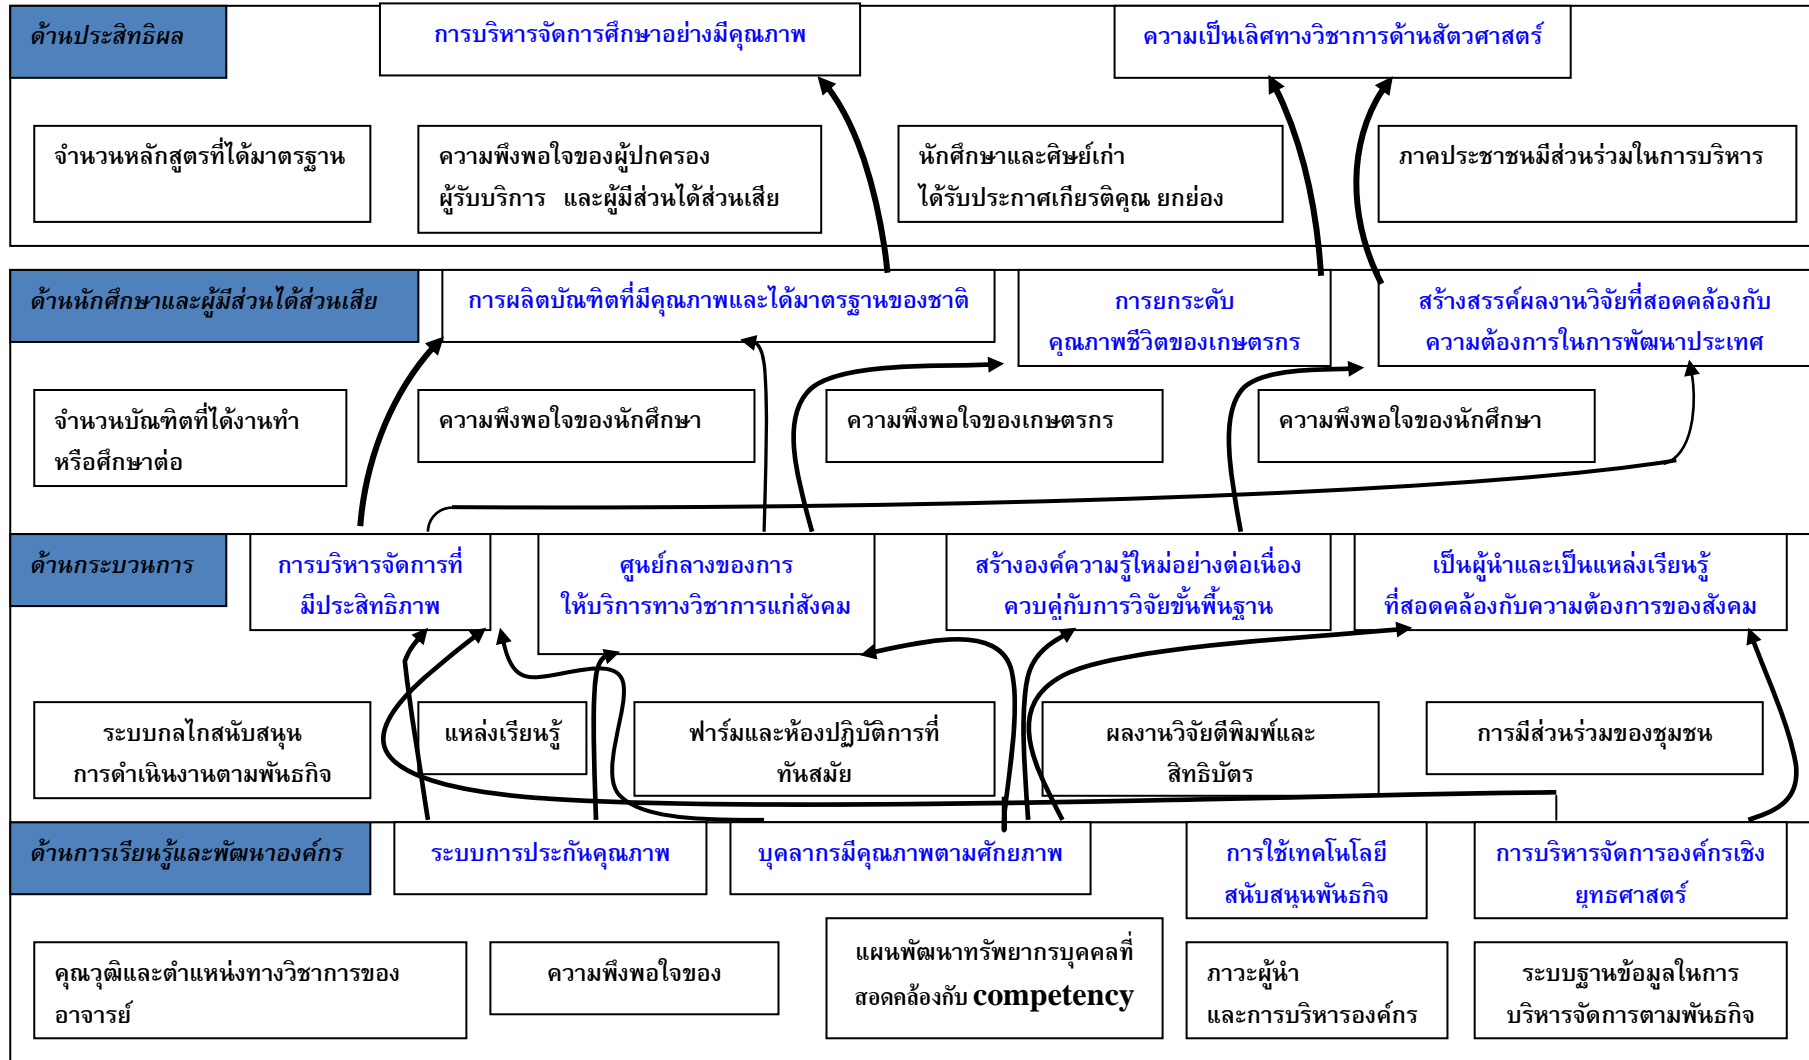 ด้านประสิทธิผล
การบริหารจัดการศึกษาอย่างมีคุณภาพ
ความเป็นเลิศทางวิชาการด้านสัตวศาสตร์
จำนวนหลักสูตรที่ได้มาตรฐาน
ความพึงพอใจของผู้ปกครอง
ผู้รับบริการ และผู้มีส่วนได้ส่วนเสีย
นักศึกษาและศิษย์เก่า
ได้รับประกาศเกียรติคุณ ยกย่อง
ภาคประชาชนมีส่วนร่วมในการบริหาร
ด้านนักศึกษาและผู้มีส่วนได้ส่วนเสีย
การผลิตบัณฑิตที่มีคุณภาพและได้มาตรฐานของชาติ
การยกระดับ
คุณภาพชีวิตของเกษตรกร
สร้างสรรค์ผลงานวิจัยที่สอดคล้องกับ
ความต้องการในการพัฒนาประเทศ
จำนวนบัณฑิตที่ได้งานทำ
หรือศึกษาต่อ
ความพึงพอใจของนักศึกษา
ความพึงพอใจของเกษตรกร
ความพึงพอใจของนักศึกษา
ด้านกระบวนการ
การบริหารจัดการที่
มีประสิทธิภาพ
ศูนย์กลางของการ
ให้บริการทางวิชาการแก่สังคม
สร้างองค์ความรู้ใหม่อย่างต่อเนื่อง
ควบคู่กับการวิจัยขั้นพื้นฐาน
เป็นผู้นำและเป็นแหล่งเรียนรู้
ที่สอดคล้องกับความต้องการของสังคม
ระบบกลไกสนับสนุน
การดำเนินงานตามพันธกิจ
แหล่งเรียนรู้
ฟาร์มและห้องปฏิบัติการที่
ทันสมัย
ผลงานวิจัยตีพิมพ์และ
สิทธิบัตร
การมีส่วนร่วมของชุมชน
ด้านการเรียนรู้และพัฒนาองค์กร
ระบบการประกันคุณภาพ
บุคลากรมีคุณภาพตามศักยภาพ
การใช้เทคโนโลยี
สนับสนุนพันธกิจ
การบริหารจัดการองค์กรเชิง
ยุทธศาสตร์
คุณวุฒิและตำแหน่งทางวิชาการของ
อาจารย์
ความพึงพอใจของ
แผนพัฒนาทรัพยากรบุคคลที่
สอดคล้องกับ competency
ภาวะผู้นำ
และการบริหารองค์กร
ระบบฐานข้อมูลในการ
บริหารจัดการตามพันธกิจ